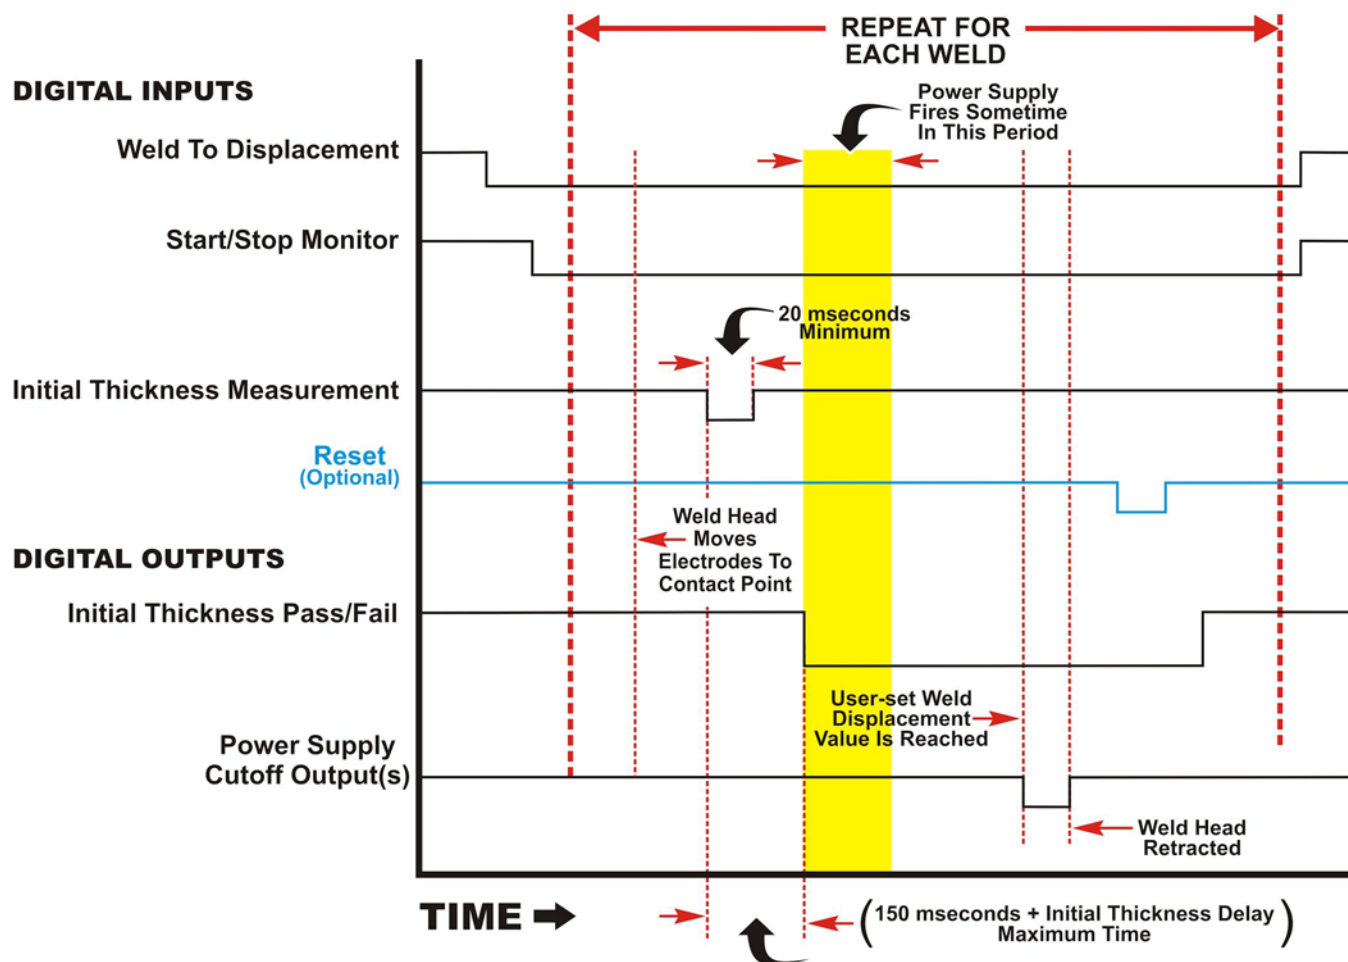 REPEAT FOR
EACH WELD
DIGITAL INPUTS
Power Supply
Fires Sometime
In This Period
Weld To Displacement
Start/Stop Monitor
20 mseconds
Minimum
Initial Thickness Measurement
Reset
(Optional)
Weld Head
Moves
Electrodes To
Contact Point
DIGITAL OUTPUTS
Initial Thickness Pass/Fail
User-set Weld
Displacement
Value Is Reached
Power Supply
Cutoff Output(s)
Weld Head
Retracted
TIME
(150 mseconds + Initial Thickness Delay
Maximum Time)